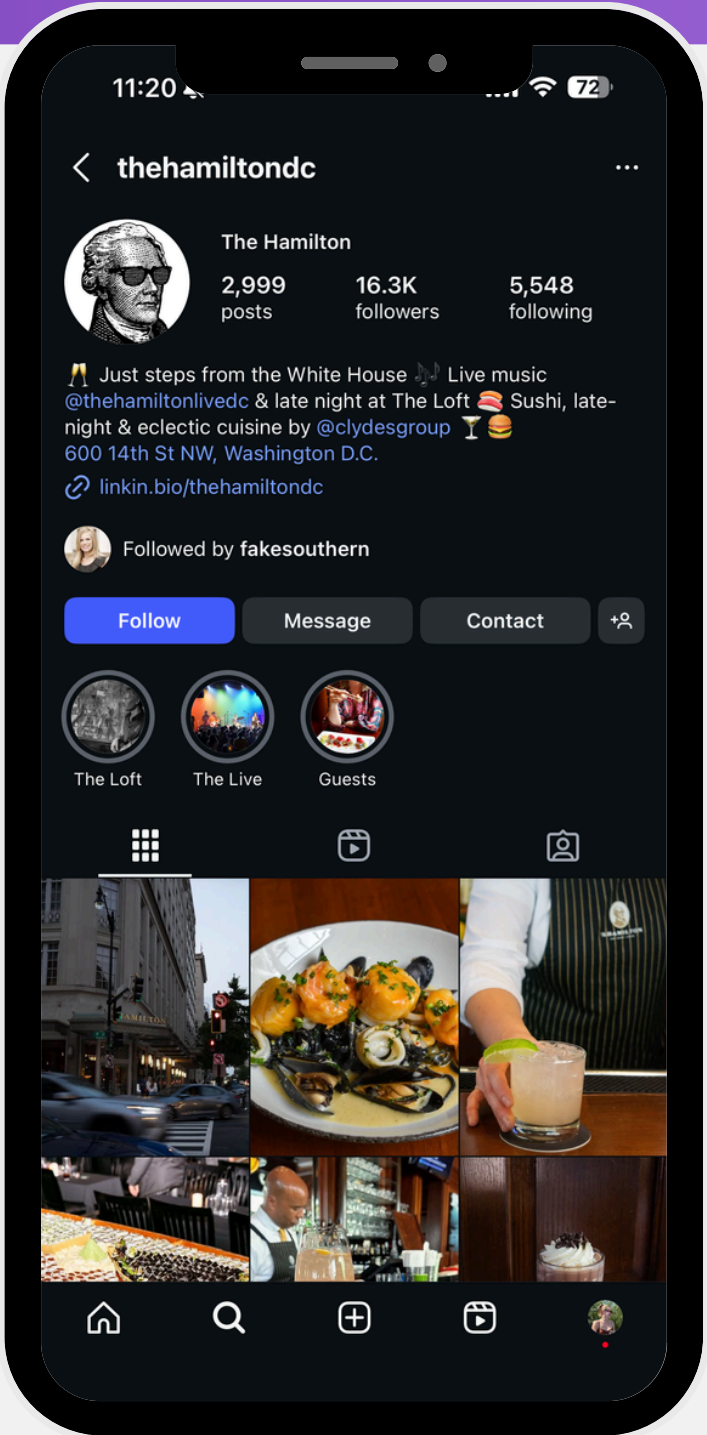 11:20
72
thehamiltondc
The Hamilton
2,999 16.3K 5,548
posts followers following
🥂 Just steps from the White House 🎶 Live music
@thehamiltonlivedc & late night at The Loft 🍣 Sushi, late-
night & eclectic cuisine by @clydesgroup 🍸🍔
600 14th St NW, Washington D.C.
linkin.bio/thehamiltondc
Followed by fakesouthern
Follow Message Contact
The Loft The Live Guests
HAMILTON
HAMILTON